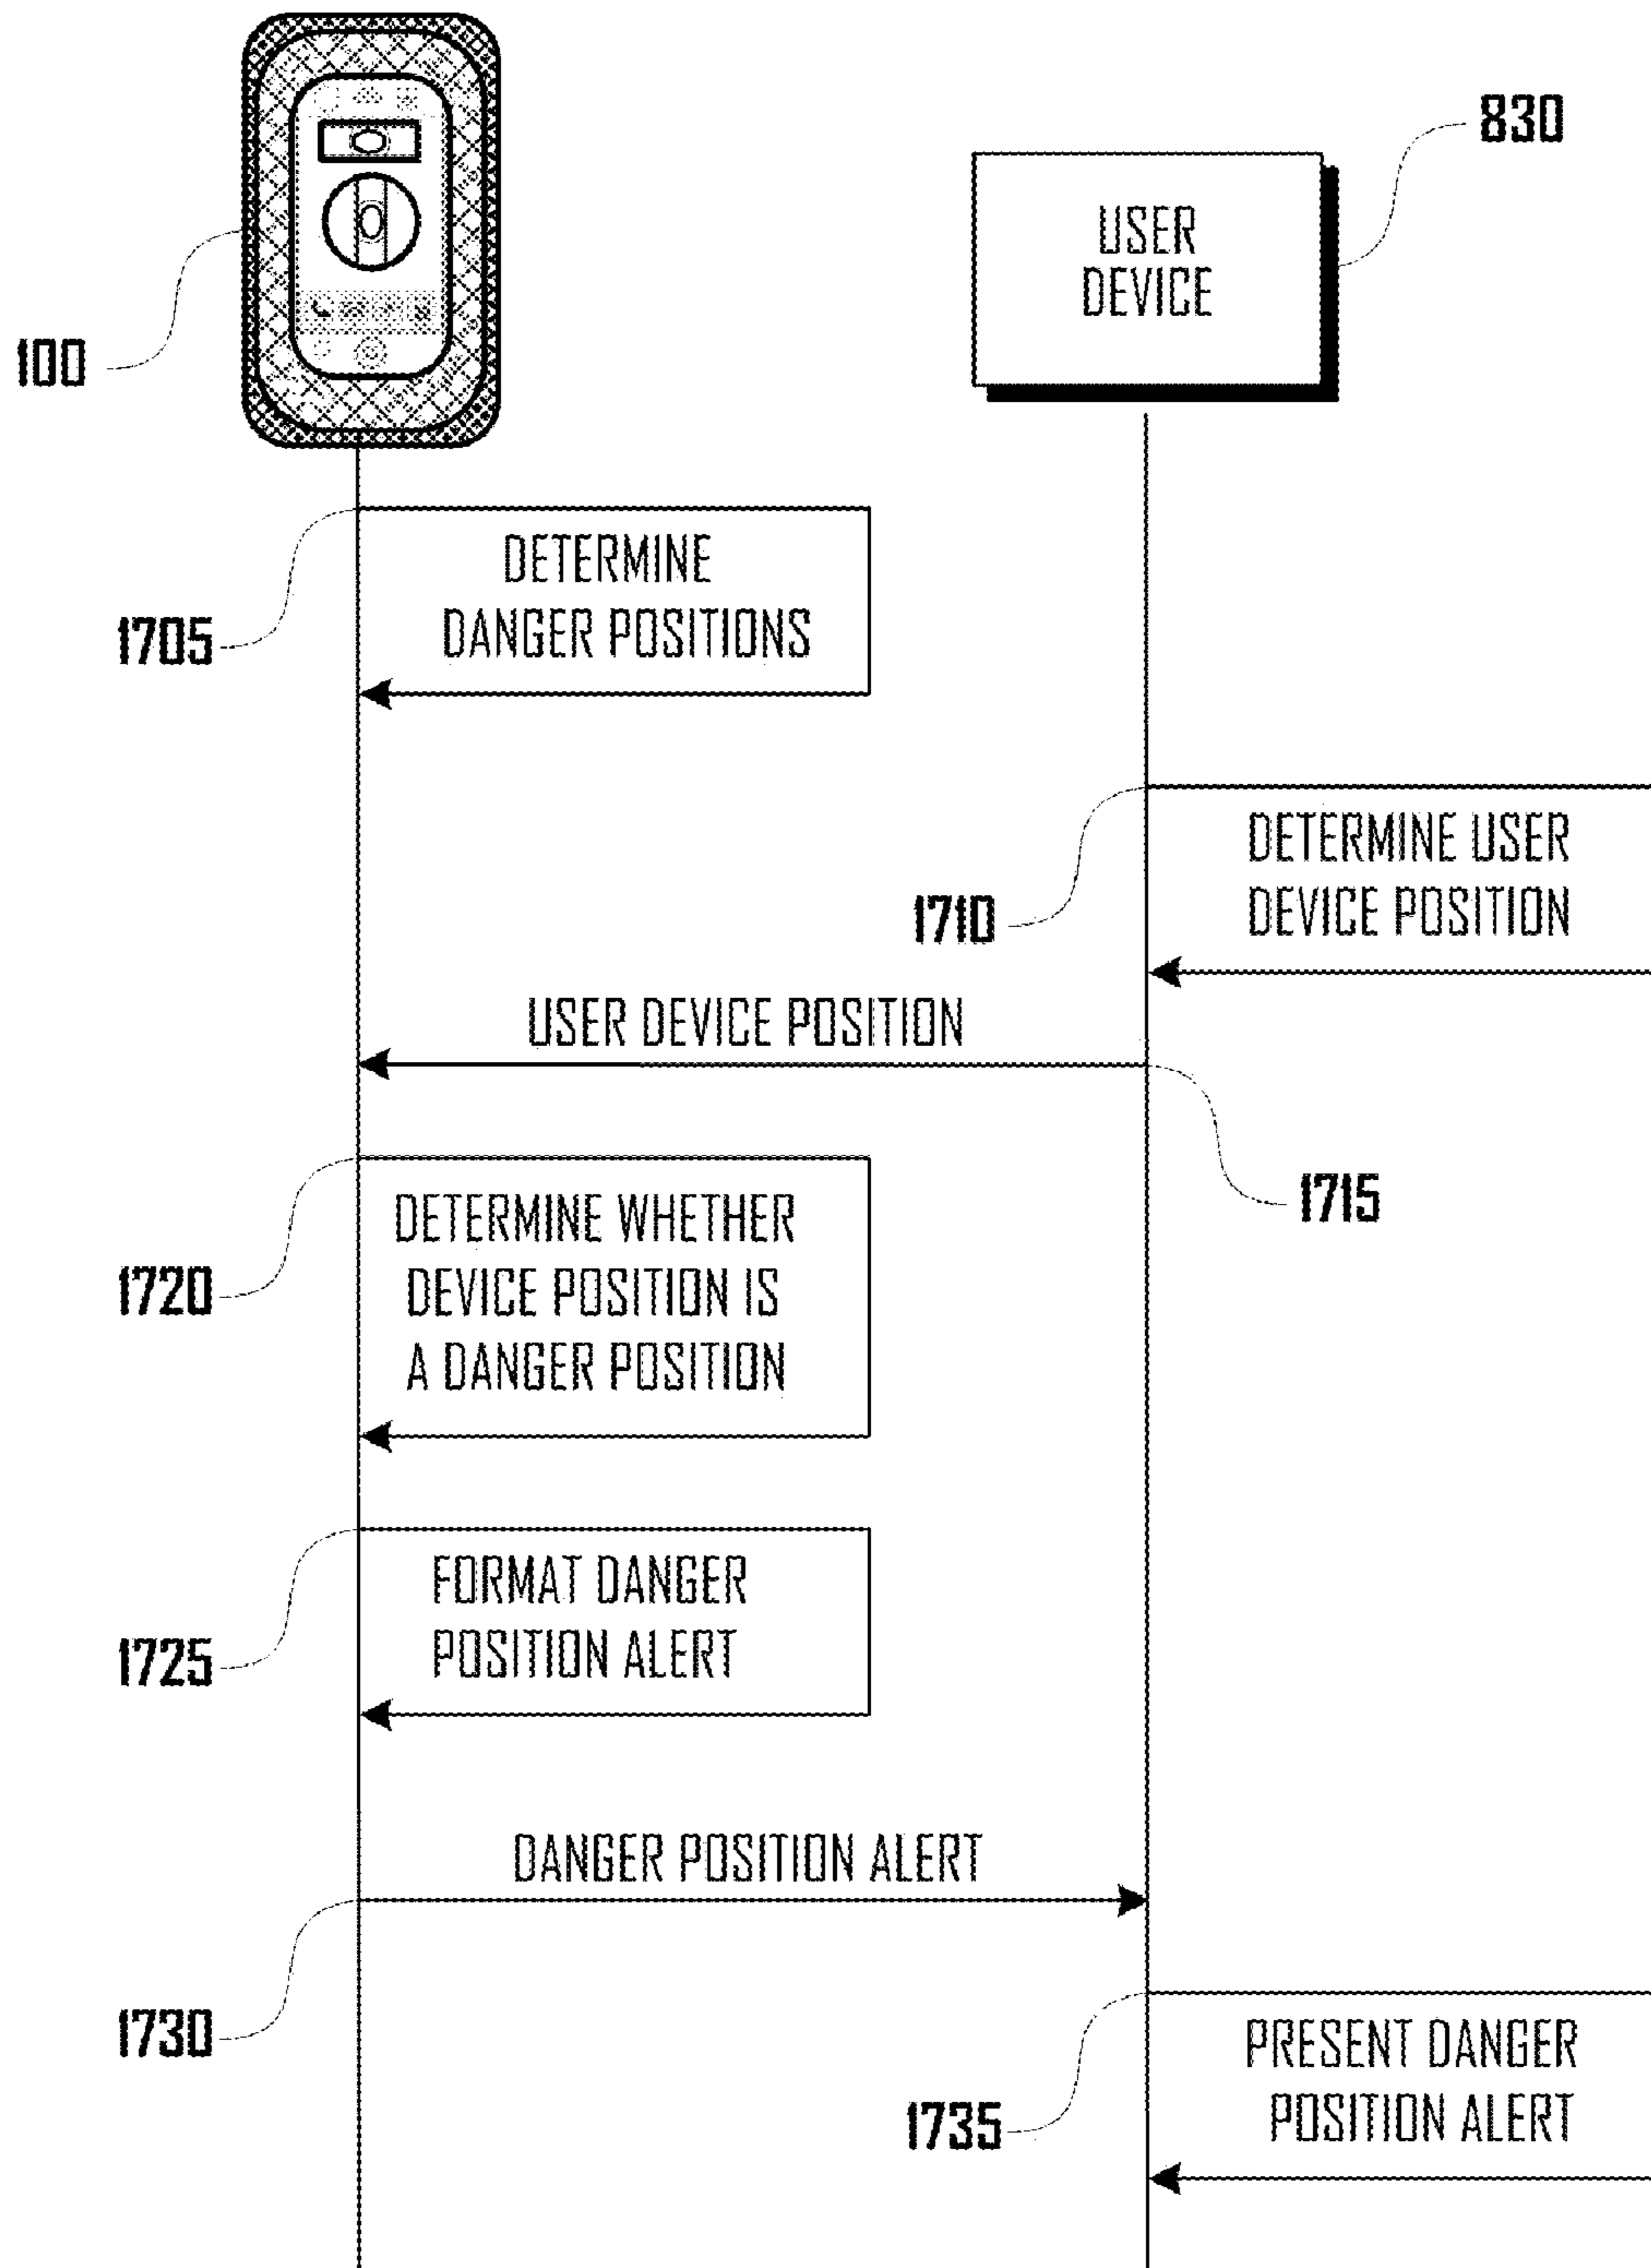 830
USER
DEVICE
100
DETERMINE
DANGER POSITIONS
1705
DETERMINE USER
DEVICE POSITION
1710
USER DEVICE POSITION
1715
DETERMINE WHETHER
DEVICE POSITION IS
A DANGER POSITION
1720
FORMAT DANGER
POSITION ALERT
1725
DANGER POSITION ALERT
1730
PRESENT DANGER
POSITION ALERT
1735